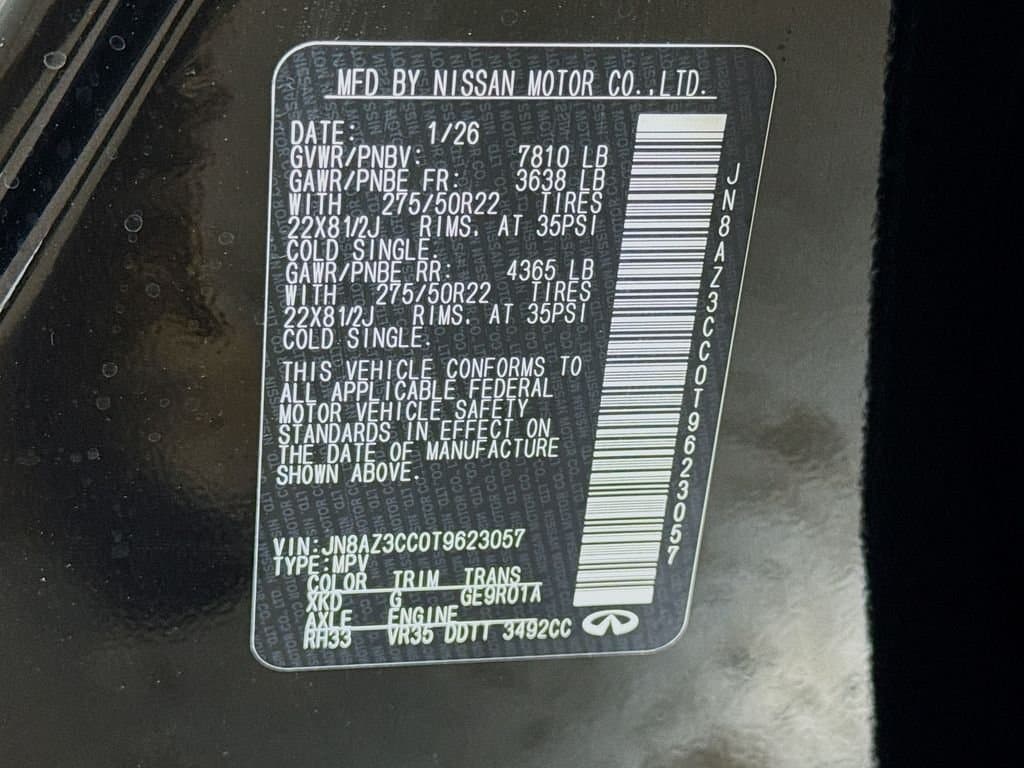 MFD BY NISSAN MOTOR CO.,LTD.
DATE: 1/26
GVWR/PNBV: 7810 LB
GAWR/PNBE FR: 3638 LB
WITH 275/50R22 TIRES
22X81/2J RIMS. AT 35PSI
COLD SINGLE.
GAWR/PNBE RR: 4365 LB
WITH 275/50R22 TIRES
22X81/2J RIMS. AT 35PSI
COLD SINGLE.
THIS VEHICLE CONFORMS TO
ALL APPLICABLE FEDERAL
MOTOR VEHICLE SAFETY
STANDARDS IN EFFECT ON
THE DATE OF MANUFACTURE
SHOWN ABOVE.
VIN:JN8AZ3CC0T9623057
TYPE:MPV
COLOR TRIM TRANS
XKD G GE9R01A
AXLE ENGINE
RH33 VR35 DDTT 3492CC
JN8AZ3CC0T9623057